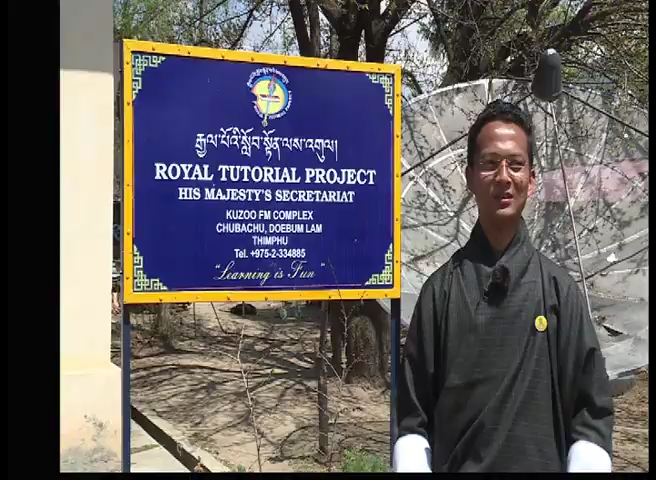 རྒྱལ་པོའི་སློབ་སྟོན་ལས་འགུལ།
ROYAL TUTORIAL PROJECT
HIS MAJESTY'S SECRETARIAT
KUZOO FM COMPLEX
CHUBACHU, DOEBUM LAM
THIMPHU
Tel. +975-2-334885
"Learning is Fun"